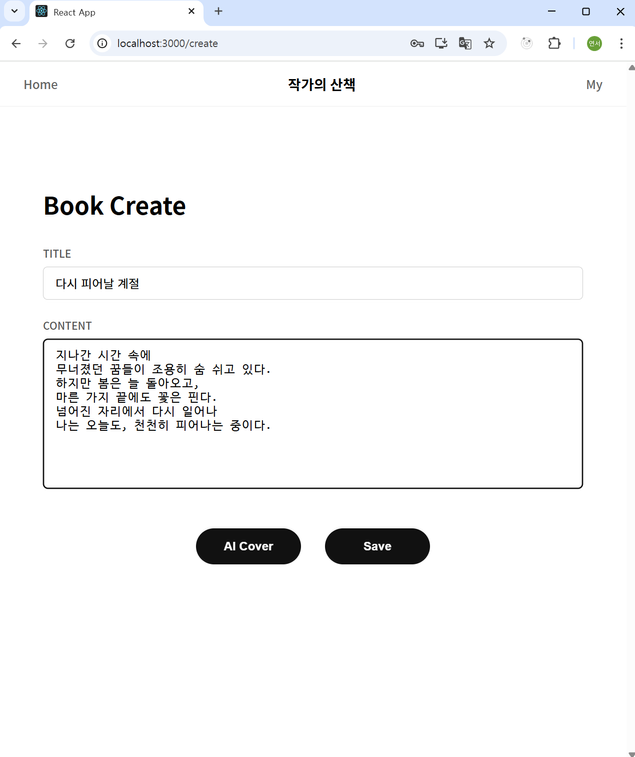 React App
localhost:3000/create
연서
Home
작가의 산책
My
Book Create
TITLE
다시 피어날 계절
CONTENT
지나간 시간 속에
무너졌던 꿈들이 조용히 숨 쉬고 있다.
하지만 봄은 늘 돌아오고,
마른 가지 끝에도 꽃은 핀다.
넘어진 자리에서 다시 일어나
나는 오늘도, 천천히 피어나는 중이다.
AI Cover
Save